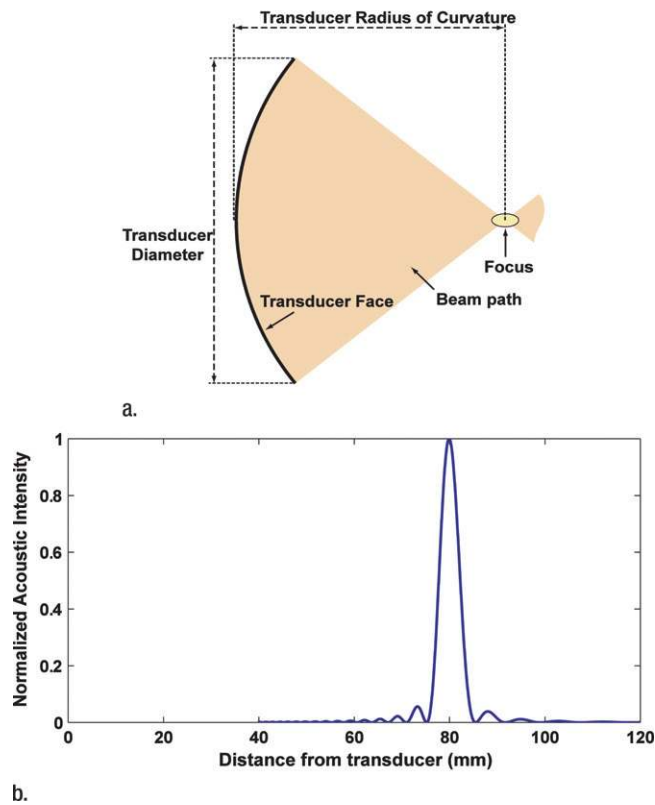 Transducer Radius of Curvature
Transducer
Diameter
Transducer Face
Focus
Beam path
a.
Normalized Acoustic Intensity
1
0.8
0.6
0.4
0.2
0
0 20 40 60 80 100 120
Distance from transducer (mm)
b.